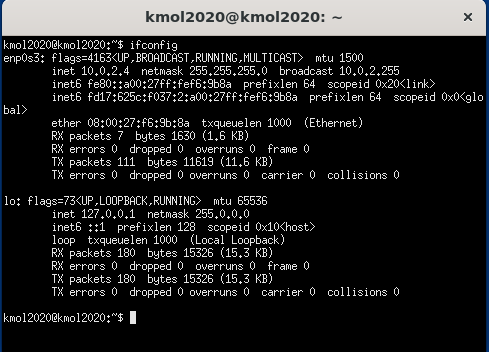 kmol2020@kmol2020: ~
×
kmol2020@kmol2020:~$ ifconfig
enp0s3: flags=4163<UP,BROADCAST,RUNNING,MULTICAST>  mtu 1500
        inet 10.0.2.4  netmask 255.255.255.0  broadcast 10.0.2.255
        inet6 fe80::a00:27ff:fef6:9b8a  prefixlen 64  scopeid 0x20<link>
        inet6 fd17:625c:f037:2:a00:27ff:fef6:9b8a  prefixlen 64  scopeid 0x0<glo
bal>
        ether 08:00:27:f6:9b:8a  txqueuelen 1000  (Ethernet)
        RX packets 7  bytes 1630 (1.6 KB)
        RX errors 0  dropped 0  overruns 0  frame 0
        TX packets 111  bytes 11619 (11.6 KB)
        TX errors 0  dropped 0 overruns 0  carrier 0  collisions 0

lo: flags=73<UP,LOOPBACK,RUNNING>  mtu 65536
        inet 127.0.0.1  netmask 255.0.0.0
        inet6 ::1  prefixlen 128  scopeid 0x10<host>
        loop  txqueuelen 1000  (Local Loopback)
        RX packets 180  bytes 15326 (15.3 KB)
        RX errors 0  dropped 0  overruns 0  frame 0
        TX packets 180  bytes 15326 (15.3 KB)
        TX errors 0  dropped 0 overruns 0  carrier 0  collisions 0

kmol2020@kmol2020:~$